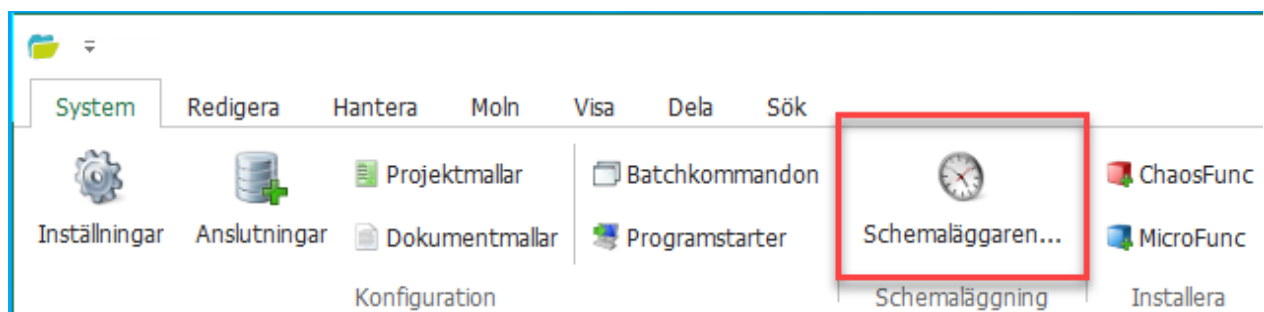 System Redigera Hantera Moln Visa Dela Sök
Projektmallar Batchkommandon ChaosFunc
Inställningar Anslutningar Dokumentmallar Programstarter Schemaläggaren... MicroFunc
Konfiguration Schemaläggning Installera